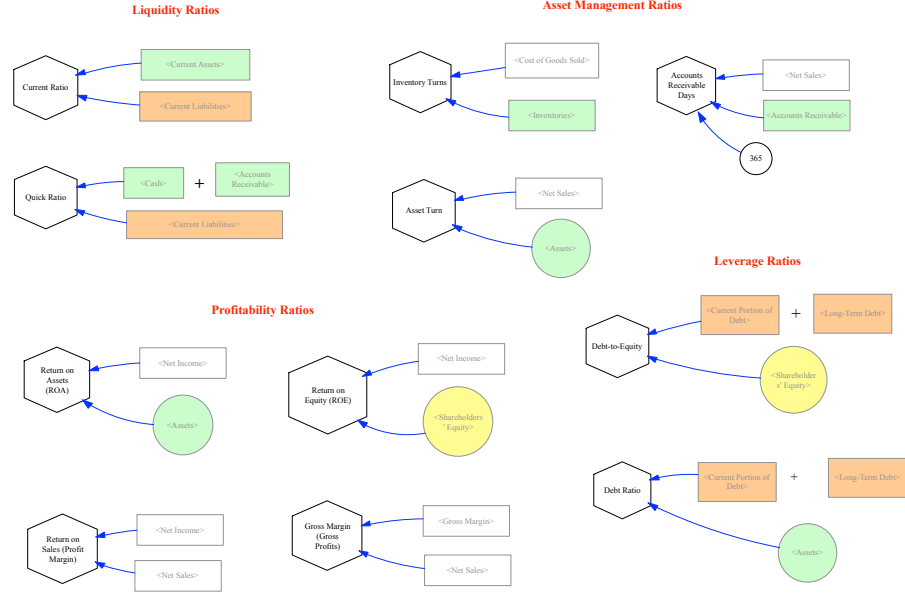 Liquidity Ratios
Asset Management Ratios
Current Ratio
<Current Assets>
<Current Liabilities>
Inventory Turns
<Cost of Goods Sold>
<Inventories>
Accounts
Receivable
Days
<Net Sales>
<Accounts Receivable>
365
Quick Ratio
<Cash>
+
<Accounts
Receivable>
<Current Liabilities>
Asset Turn
<Net Sales>
<Assets>
Leverage Ratios
Profitability Ratios
Debt-to-Equity
<Current Portion of
Debt>
+
<Long-Term Debt>
<Shareholder
s' Equity>
Return on
Assets
(ROA)
<Net Income>
<Assets>
Return on
Equity (ROE)
<Net Income>
<Shareholders
' Equity>
Debt Ratio
<Current Portion of
Debt>
+
<Long-Term Debt>
<Assets>
Return on
Sales (Profit
Margin)
<Net Income>
<Net Sales>
Gross Margin
(Gross
Profits)
<Gross Margin>
<Net Sales>